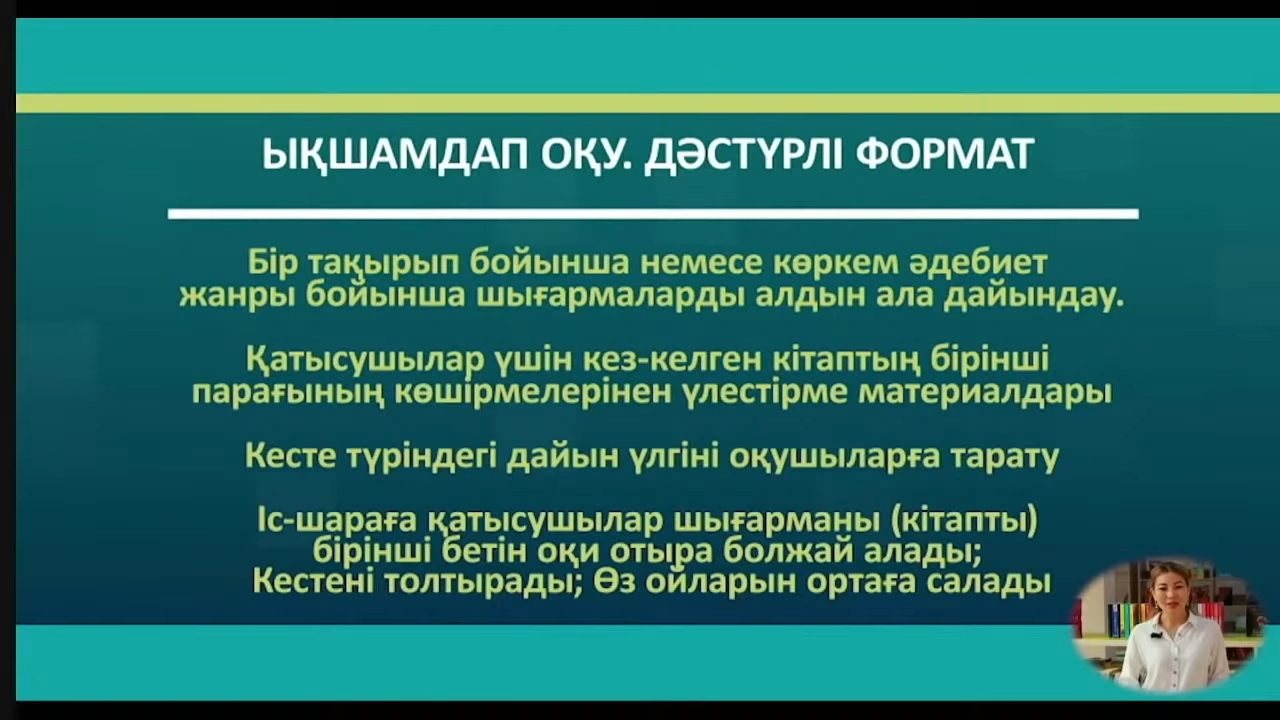 ЫҚШАМДАП ОҚУ. ДӘСТҮРЛІ ФОРМАТ
Бір тақырып бойынша немесе көркем әдебиет
жанры бойынша шығармаларды алдын ала дайындау.
Қатысушылар үшін кез-келген кітаптың бірінші
парағының көшірмелерінен үлестірме материалдары
Кесте түріндегі дайын үлгіні оқушыларға тарату
Іс-шараға қатысушылар шығарманы (кітапты)
бірінші бетін оқи отыра болжай алады;
Кестені толтырады; Өз ойларын ортаға салады